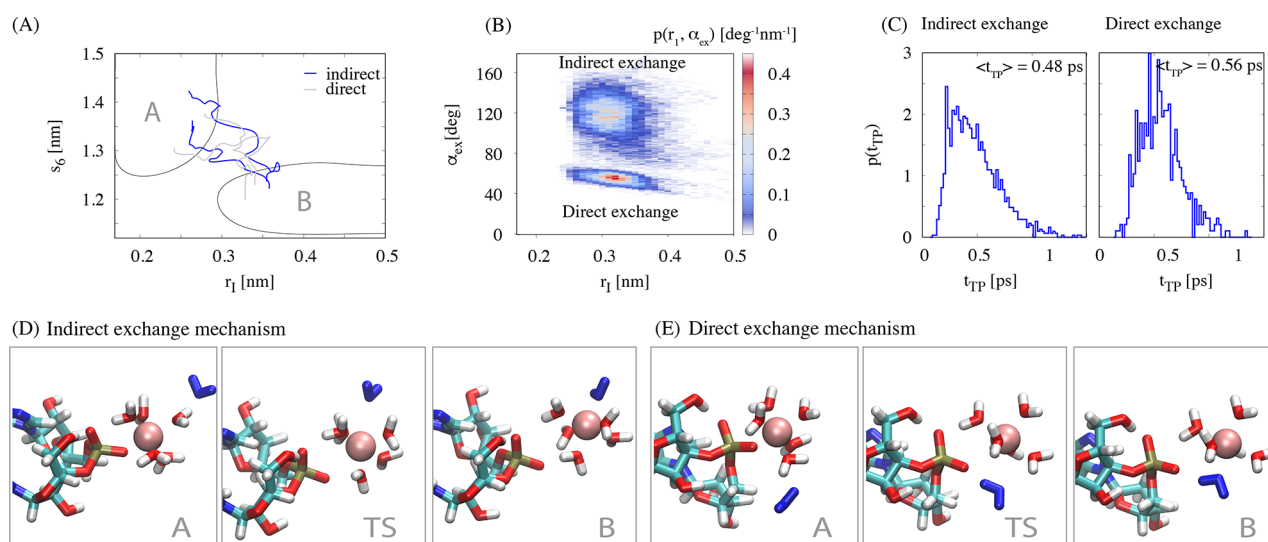 (A)
1.5
1.4
1.3
1.2
s6 [nm]
0.2
0.3
0.4
0.5
rI [nm]
indirect
direct
A
B
(B)
p(r1, αex) [deg-1nm-1]
160
120
80
40
0
αex[deg]
0.2
0.3
0.4
0.5
rI [nm]
Indirect exchange
Direct exchange
0.4
0.3
0.2
0.1
0
(C)
Indirect exchange
Direct exchange
3
2
1
0
p(tTP)
<tTP> = 0.48 ps
<tTP> = 0.56 ps
0
0.5
1
0
0.5
1
tTP [ps]
tTP [ps]
(D) Indirect exchange mechanism
A
TS
B
(E) Direct exchange mechanism
A
TS
B